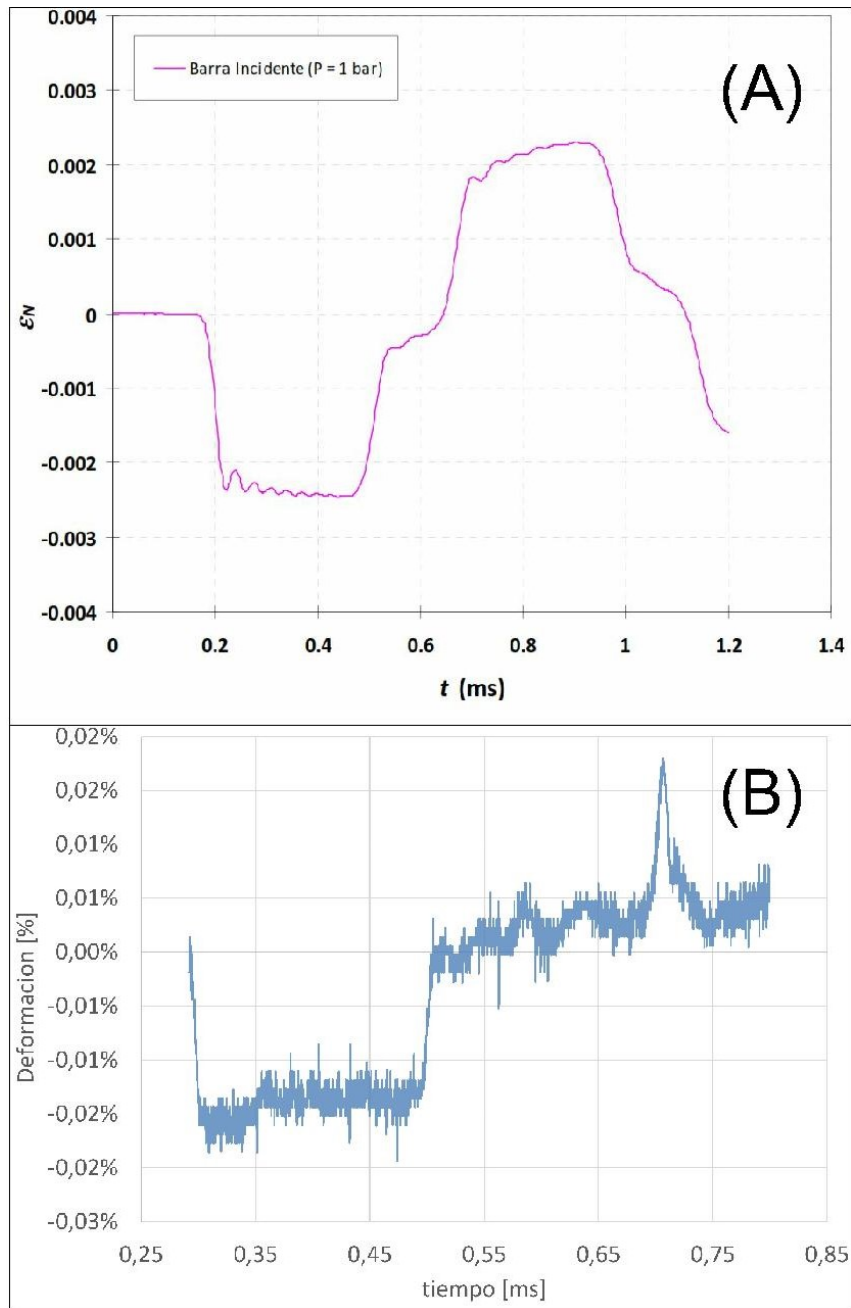 0.004
0.003
0.002
0.001
0
-0.001
-0.002
-0.003
-0.004
εN
Barra Incidente (P = 1 bar)
(A)
0 0.2 0.4 0.6 0.8 1 1.2 1.4
t (ms)
0,02%
0,02%
0,01%
0,01%
0,00%
-0,01%
-0,01%
-0,02%
-0,02%
-0,03%
Deformacion [%]
(B)
0,25 0,35 0,45 0,55 0,65 0,75 0,85
tiempo [ms]